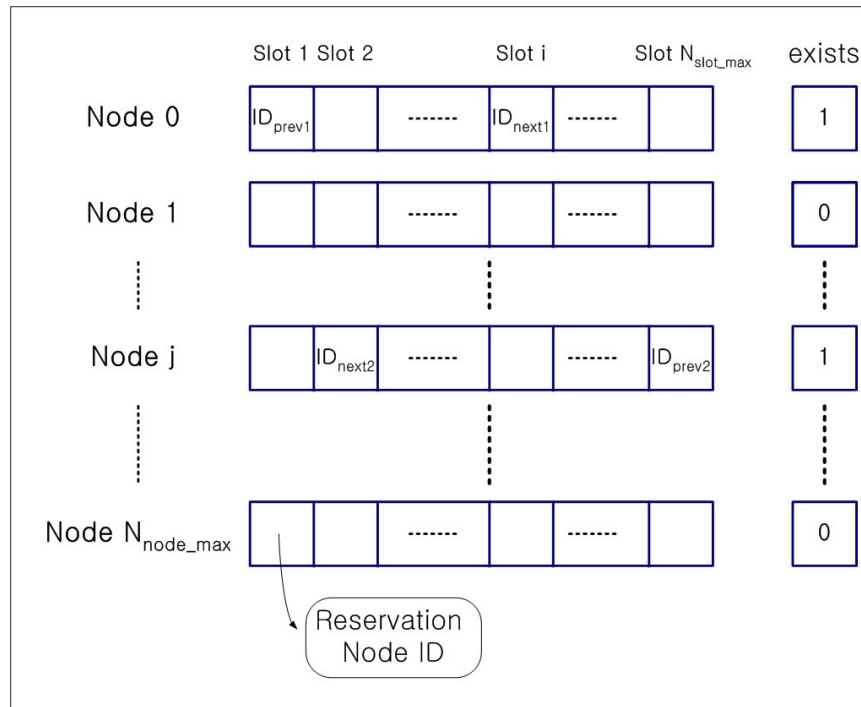 Slot 1 Slot 2 Slot i Slot N_slot_max exists
Node 0 ID_prev1 ------- ID_next1 ------- 1
Node 1 ------- ------- 0
Node j ID_next2 ------- ------- ID_prev2 1
Node N_node_max ------- ------- 0
Reservation
Node ID